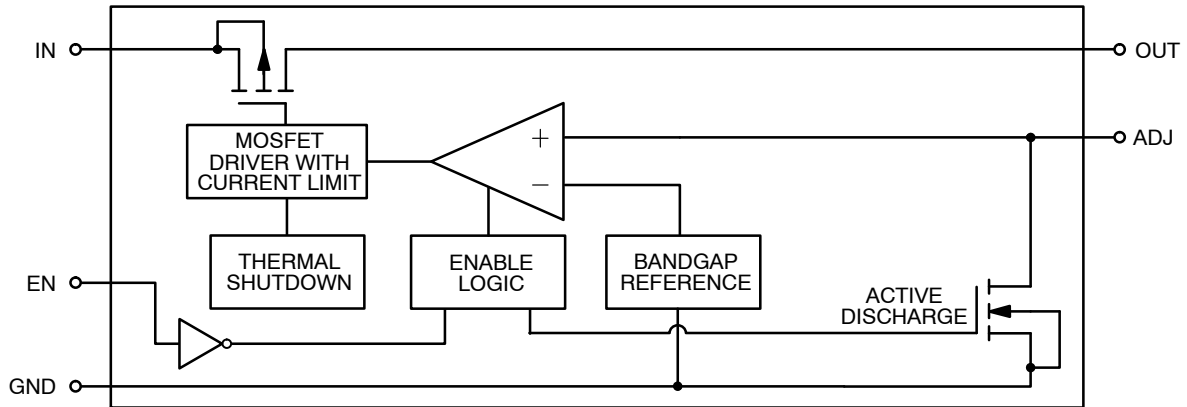 IN
OUT
MOSFET
DRIVER WITH
CURRENT LIMIT
+
−
ADJ
THERMAL
SHUTDOWN
ENABLE
LOGIC
BANDGAP
REFERENCE
EN
ACTIVE
DISCHARGE
GND